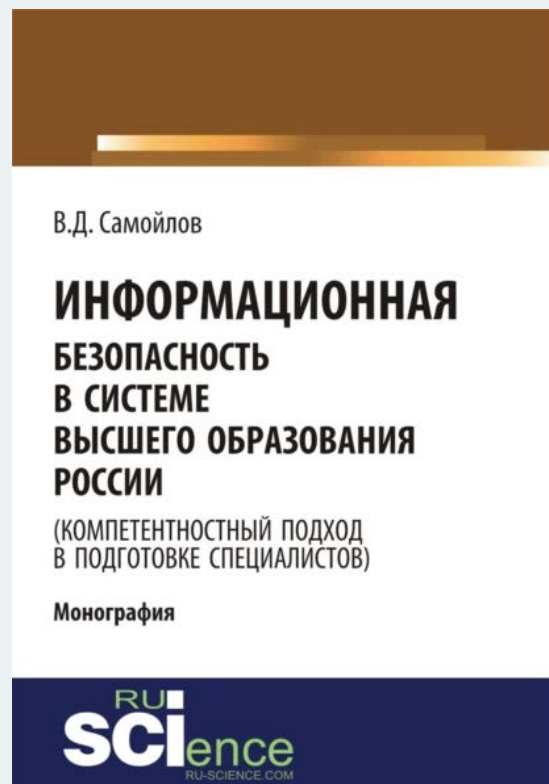 В.Д. Самойлов
ИНФОРМАЦИОННАЯ
БЕЗОПАСНОСТЬ
В СИСТЕМЕ
ВЫСШЕГО ОБРАЗОВАНИЯ
РОССИИ
(КОМПЕТЕНТНОСТНЫЙ ПОДХОД
В ПОДГОТОВКЕ СПЕЦИАЛИСТОВ)
Монография
RU
SCIence
RU-SCIENCE.COM